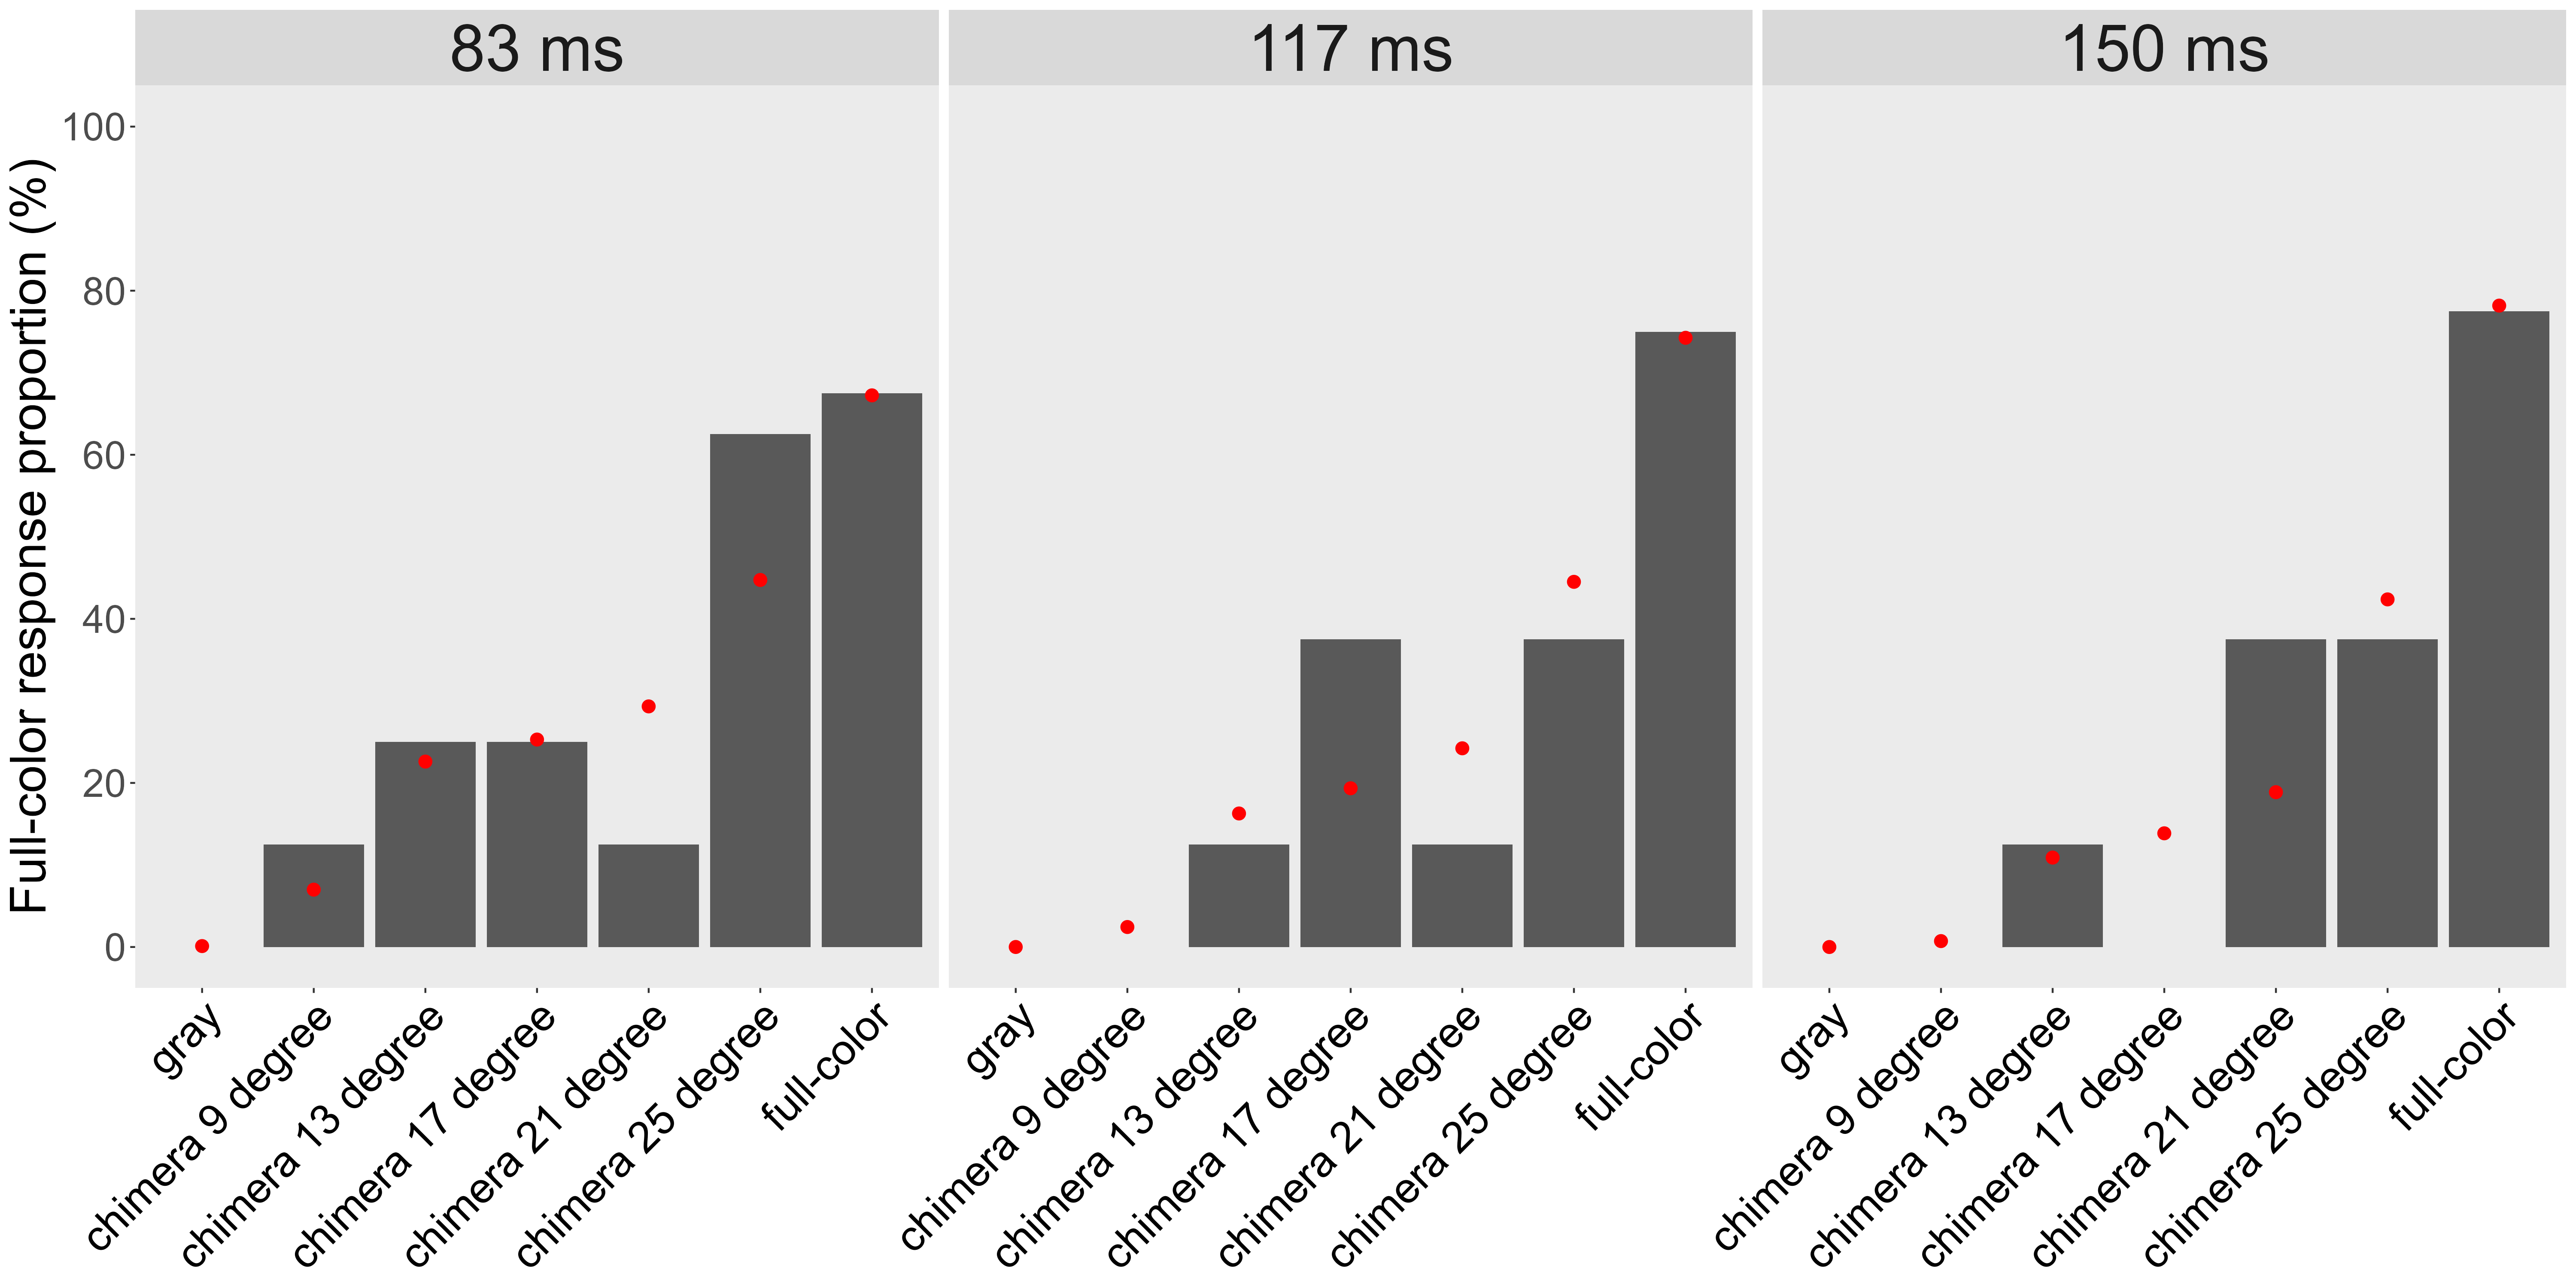 83 ms
117 ms
150 ms
Full-color response proportion (%)
100
80
60
40
20
0
gray
chimera 9 degree
chimera 13 degree
chimera 17 degree
chimera 21 degree
chimera 25 degree
full-color
gray
chimera 9 degree
chimera 13 degree
chimera 17 degree
chimera 21 degree
chimera 25 degree
full-color
gray
chimera 9 degree
chimera 13 degree
chimera 17 degree
chimera 21 degree
chimera 25 degree
full-color